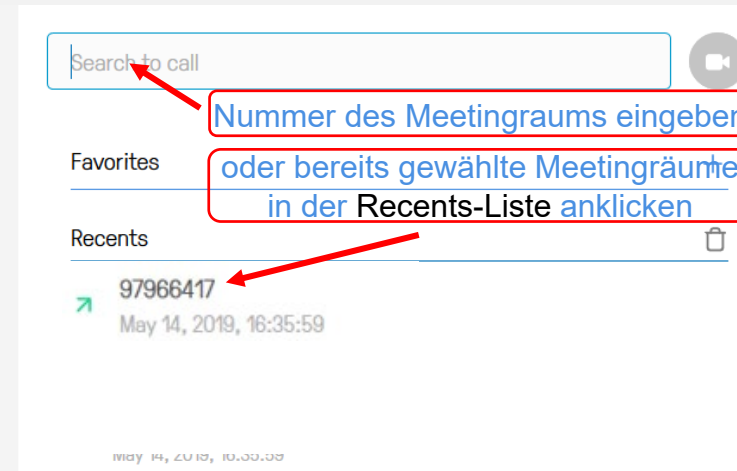 Search to call
Nummer des Meetingraums eingeben
Favorites
oder bereits gewählte Meetingräume
in der Recents-Liste anklicken
Recents
97966417
May 14, 2019, 16:35:59
May 14, 2019, 16:35:59